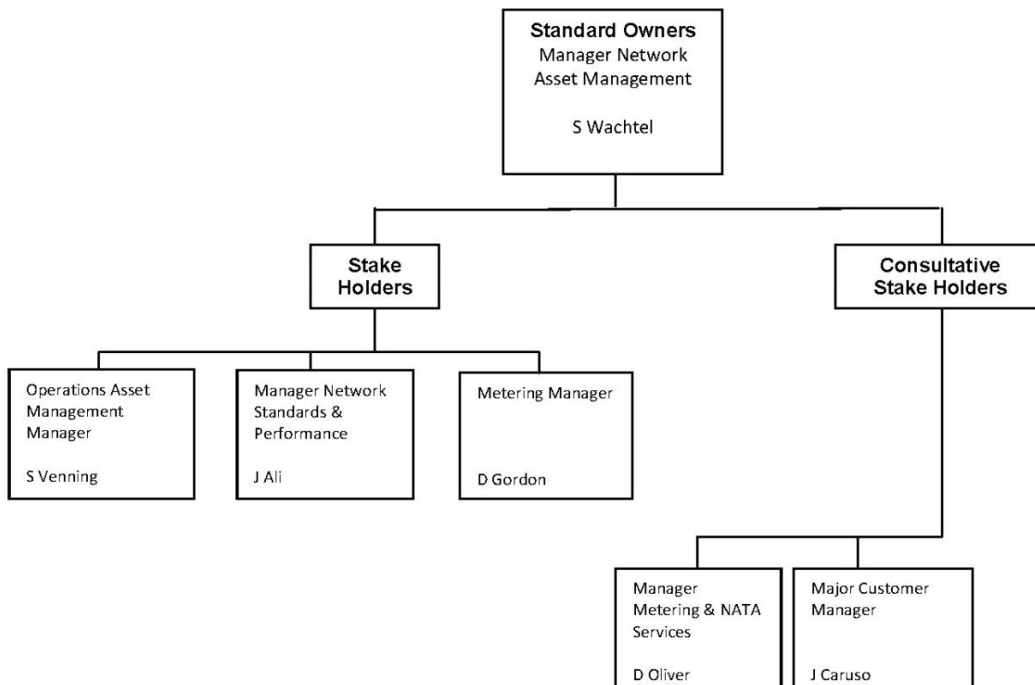 Standard Owners
Manager Network
Asset Management
S Wachtel
Stake
Holders
Consultative
Stake Holders
Operations Asset
Management
Manager
S Venning
Manager Network
Standards &
Performance
J Ali
Metering Manager
D Gordon
Manager
Metering & NATA
Services
D Oliver
Major Customer
Manager
J Caruso